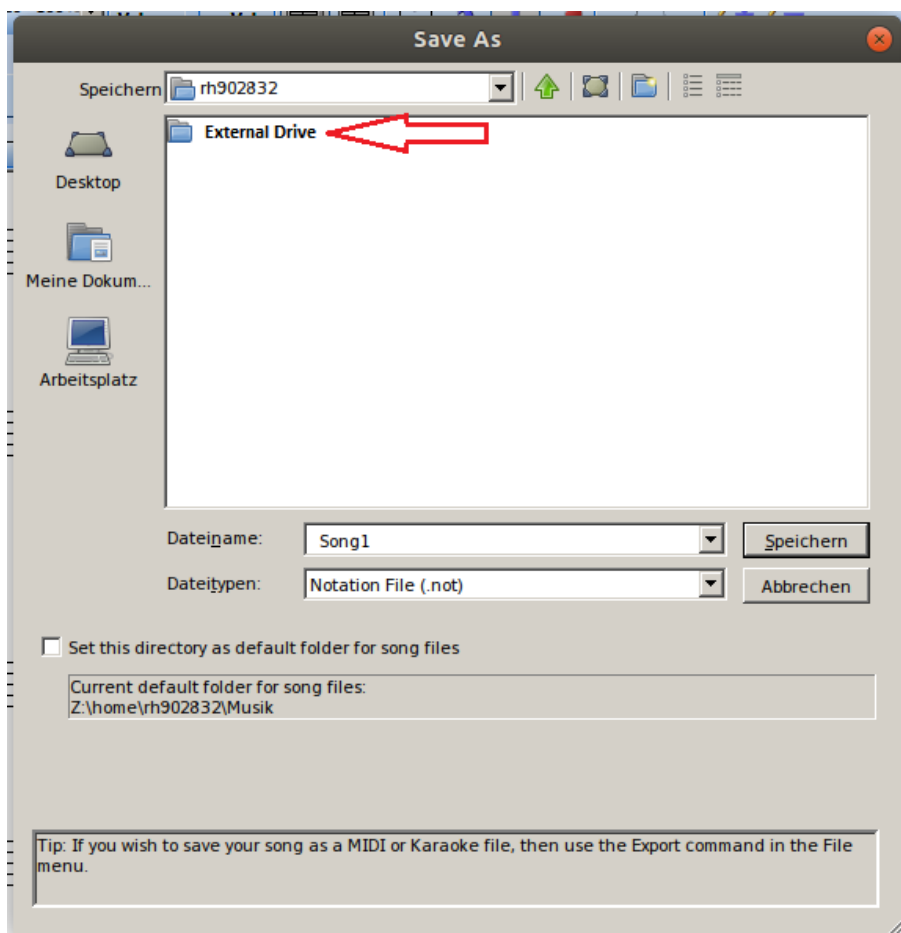 Save As
Speichern rh902832
External Drive
Desktop
Meine Dokum...
Arbeitsplatz
Dateiname: Song1 Speichern
Dateitypen: Notation File (.not) Abbrechen
Set this directory as default folder for song files
Current default folder for song files:
Z:\home\rh902832\Musik
Tip: If you wish to save your song as a MIDI or Karaoke file, then use the Export command in the File
menu.